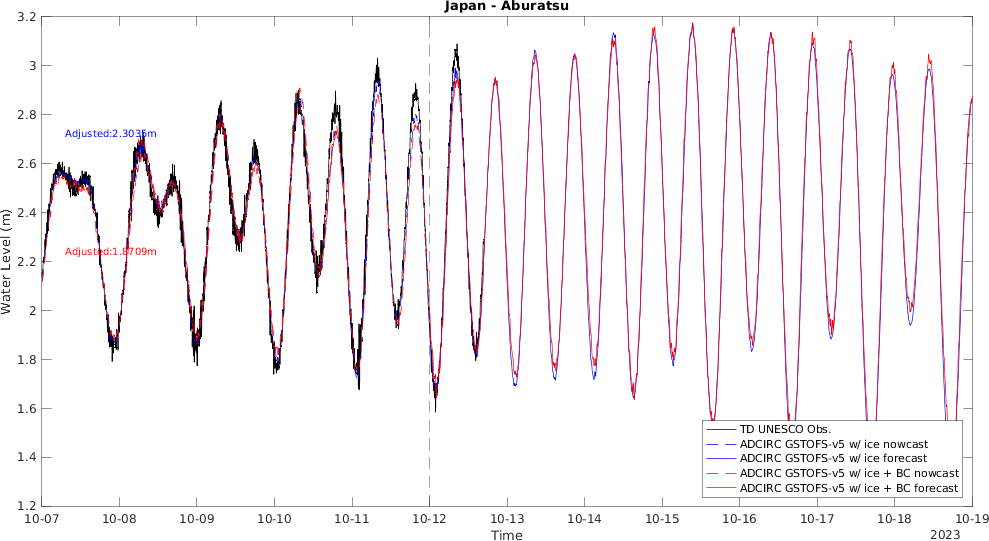 Japan - Aburatsu
3.2
3
2.8
2.6
2.4
2.2
2
1.8
1.6
1.4
1.2
Water Level (m)
Adjusted:2.3035m
Adjusted:1.8709m
TD UNESCO Obs.
ADCIRC GSTOFS-v5 w/ ice nowcast
ADCIRC GSTOFS-v5 w/ ice forecast
ADCIRC GSTOFS-v5 w/ ice + BC nowcast
ADCIRC GSTOFS-v5 w/ ice + BC forecast
10-07 10-08 10-09 10-10 10-11 10-12 10-13 10-14 10-15 10-16 10-17 10-18 10-19
Time
2023